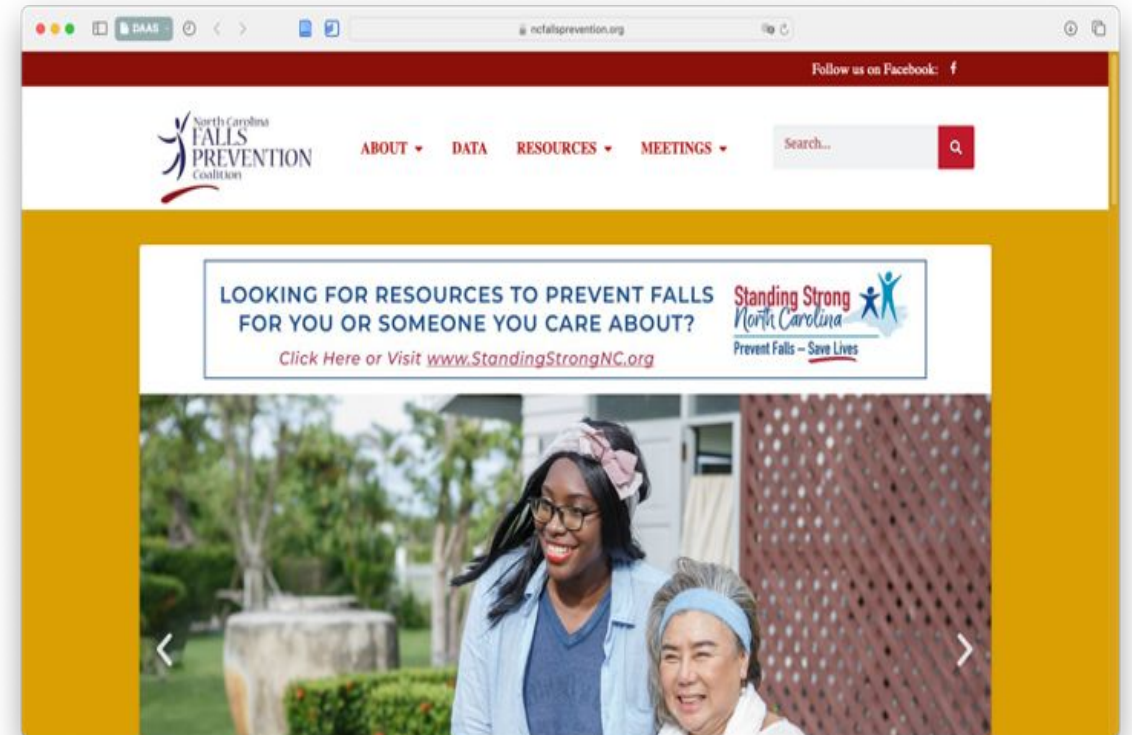 DAAS
ncfallsprevention.org
Follow us on Facebook:
North Carolina
FALLS
PREVENTION
Coalition
ABOUT
DATA
RESOURCES
MEETINGS
Search...
LOOKING FOR RESOURCES TO PREVENT FALLS
FOR YOU OR SOMEONE YOU CARE ABOUT?
Click Here or Visit www.StandingStrongNC.org
Standing Strong
North Carolina
Prevent Falls – Save Lives